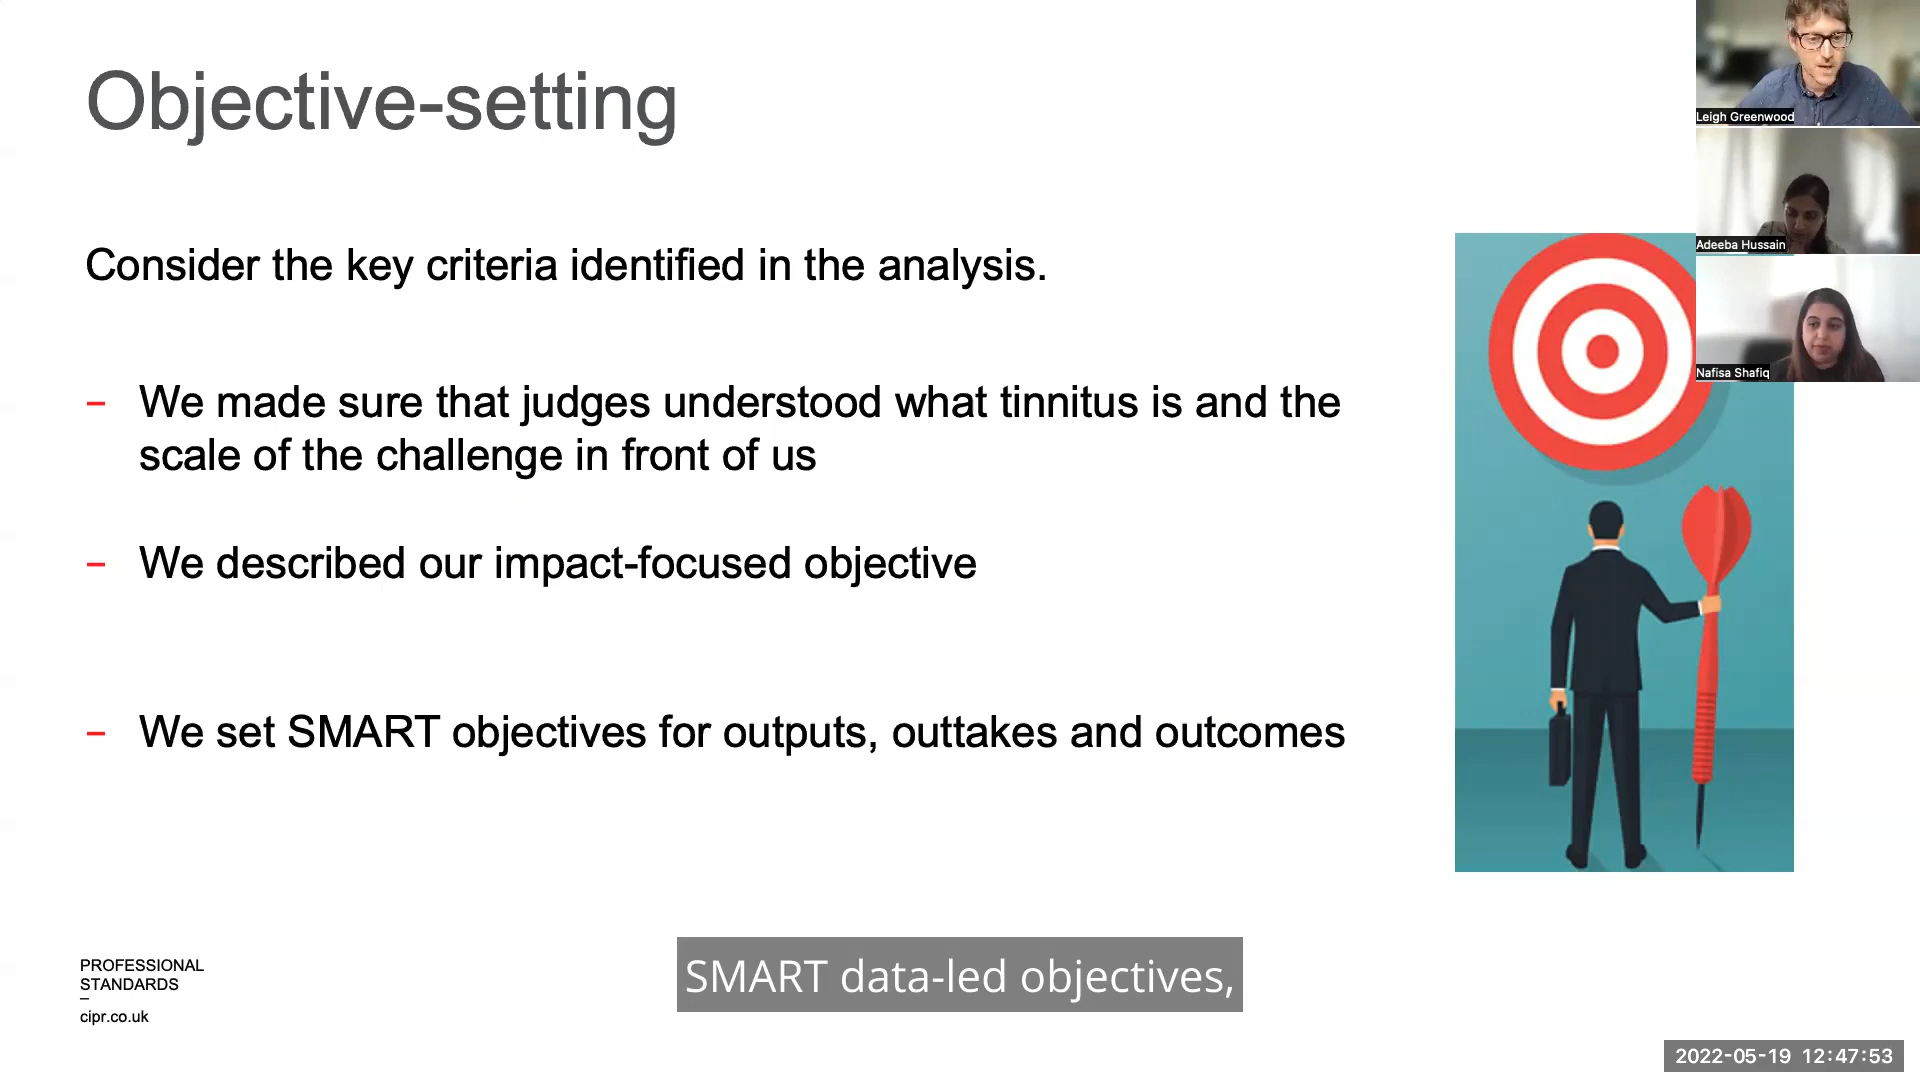 Objective-setting
Leigh Greenwood
Adeeba Hussain
Consider the key criteria identified in the analysis.
Nafisa Shafiq
– We made sure that judges understood what tinnitus is and the
scale of the challenge in front of us
– We described our impact-focused objective
– We set SMART objectives for outputs, outtakes and outcomes
PROFESSIONAL
STANDARDS
–
cipr.co.uk
SMART data-led objectives,
2022-05-19 12:47:53